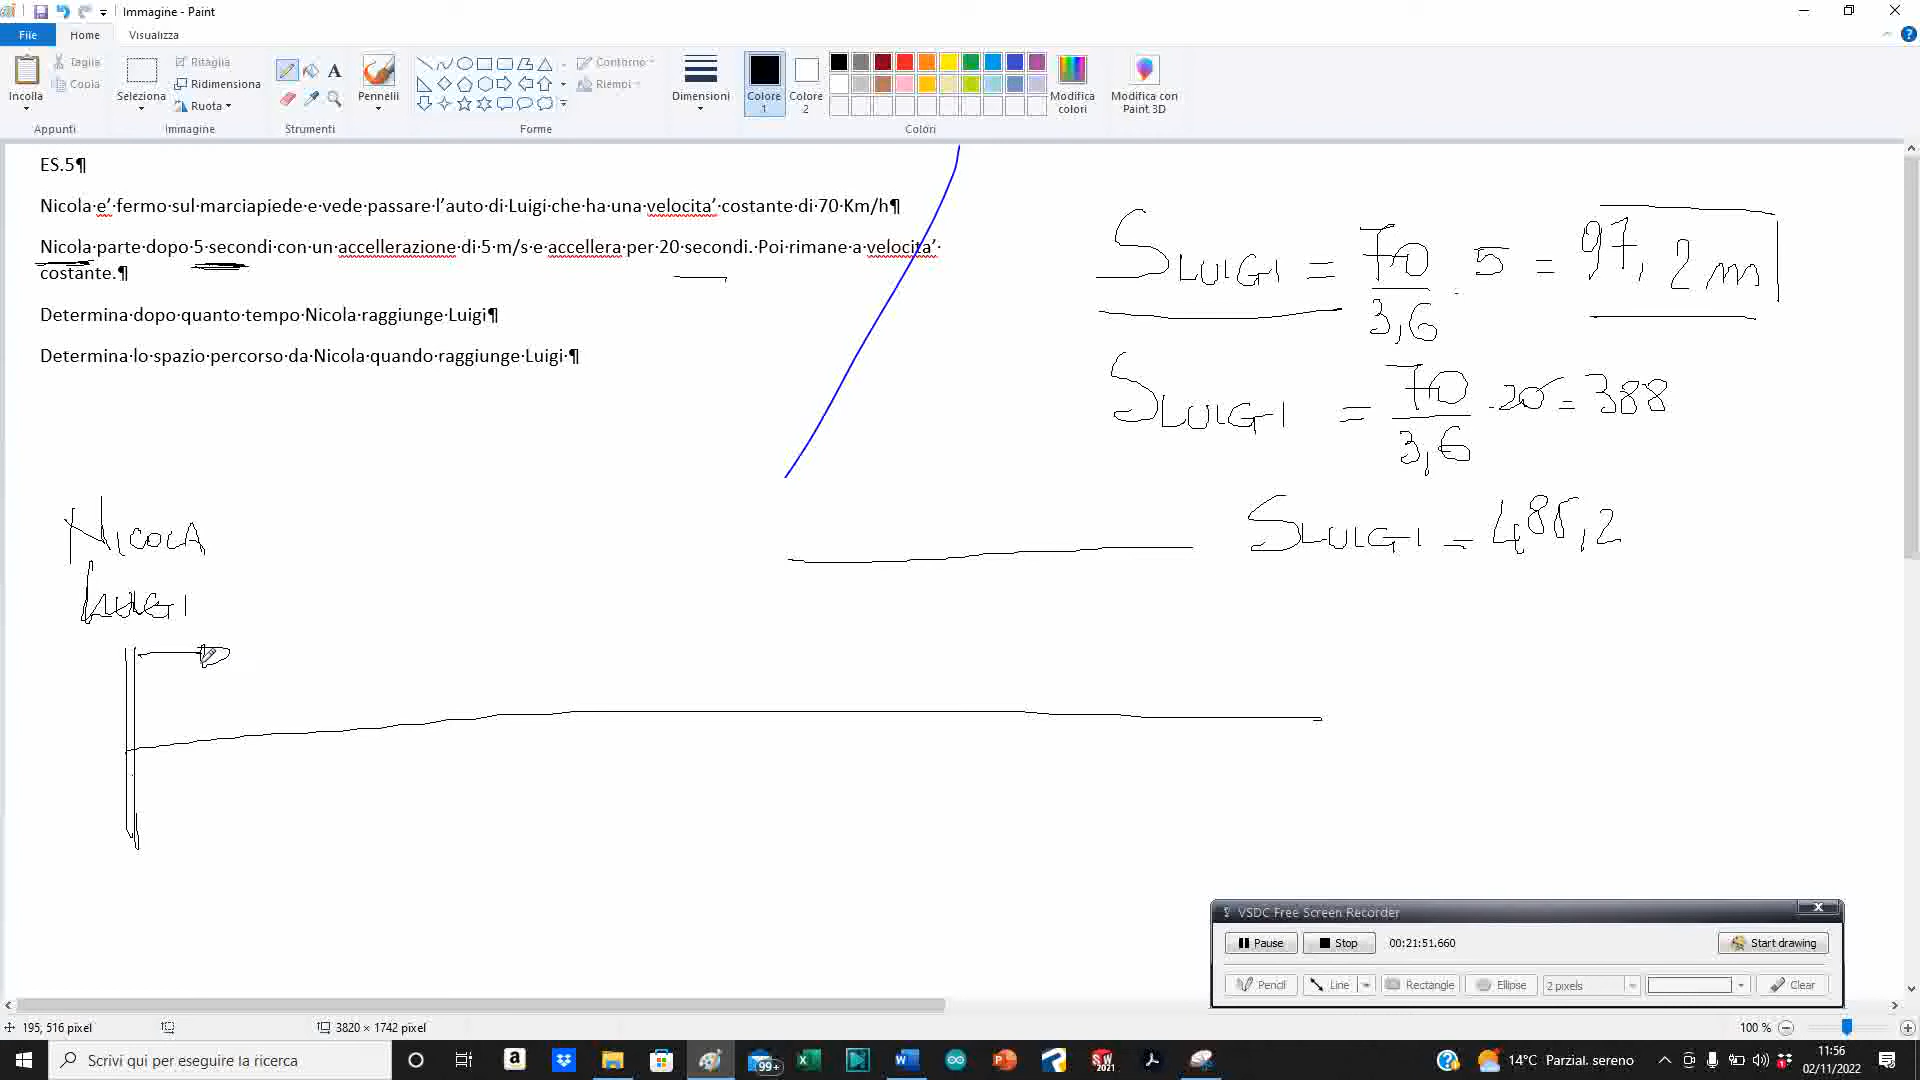 Immagine - Paint
File Home Visualizza
Incolla Taglia Copia Appunti
Seleziona Ritaglia Ridimensiona Ruota Immagine
A Strumenti
Pennelli
Contorno Riempi Forme
Dimensioni
Colore 1 Colore 2 Modifica colori Modifica con Paint 3D Colori
ES.5¶
Nicola·e’·fermo·sul·marciapiede·e·vede·passare·l’auto·di·Luigi·che·ha·una·velocita’·costante·di·70·Km/h¶
Nicola·parte·dopo·5·secondi·con·un·accellerazione·di·5·m/s·e·accellera·per·20·secondi.·Poi·rimane·a·velocita’·
costante.¶
Determina·dopo·quanto·tempo·Nicola·raggiunge·Luigi¶
Determina·lo·spazio·percorso·da·Nicola·quando·raggiunge·Luigi·¶
SLUIGI = 70/3,6 · 5 = 97,2 m
SLUIGI = 70/3,6 · 20 = 388
SLUIGI = 485,2
NICOLA
LUIGI
VSDC Free Screen Recorder
Pause Stop 00:21:51.660 Start drawing
Pencil Line Rectangle Ellipse 2 pixels Clear
195, 516 pixel 3820 × 1742 pixel 100 %
Scrivi qui per eseguire la ricerca
99+
2021
14°C Parzial. sereno
11:56
02/11/2022